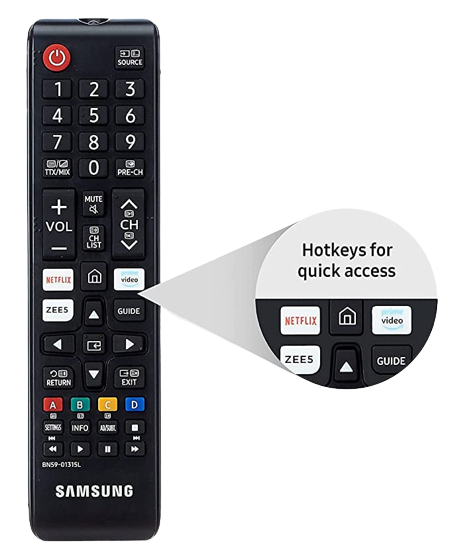 SOURCE
1 2 3
4 5 6
7 8 9
TTX/MIX 0 PRE-CH
+ MUTE
VOL CH
− CH LIST
NETFLIX prime video
ZEE5 GUIDE
RETURN EXIT
A B C D
SETTINGS INFO AD/SUBT.
BN59-01315L
SAMSUNG
Hotkeys for
quick access
NETFLIX video
ZEE5 GUIDE